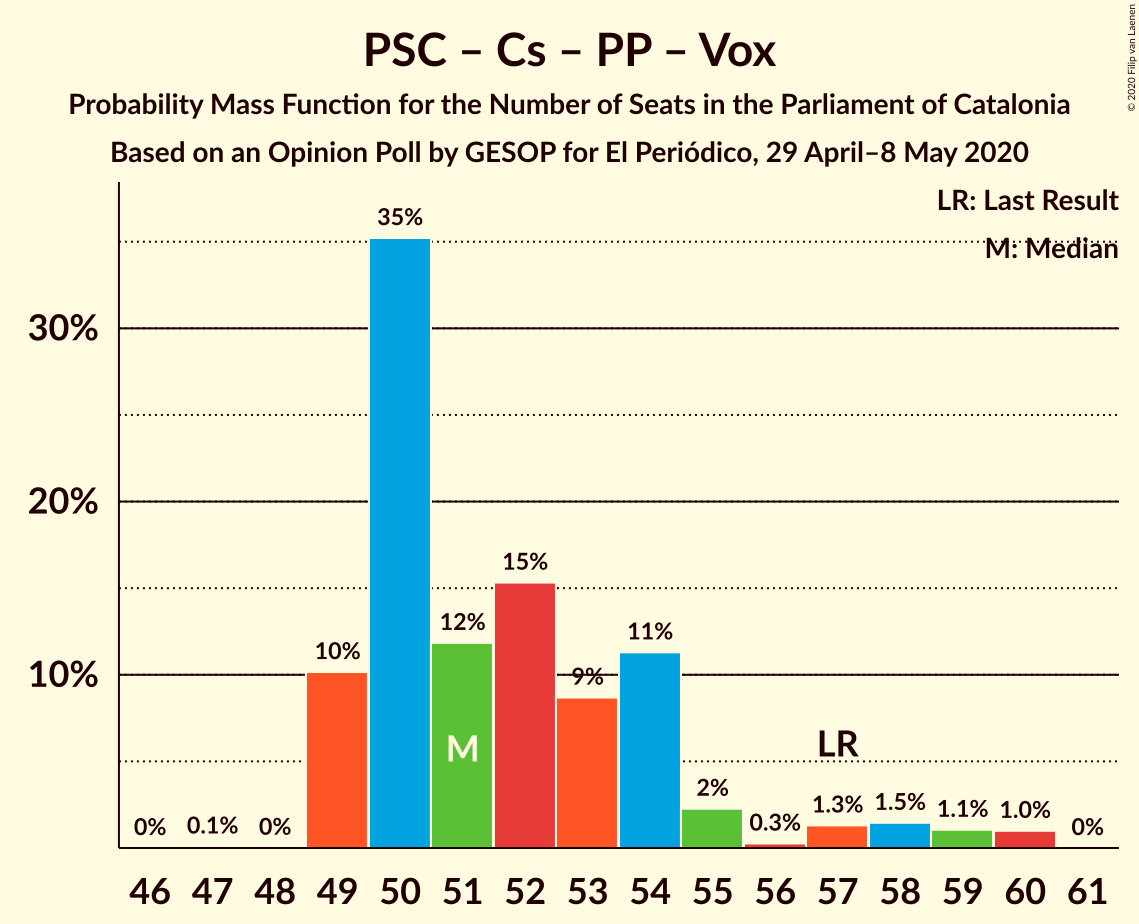 PSC – Cs – PP – Vox
Probability Mass Function for the Number of Seats in the Parliament of Catalonia
Based on an Opinion Poll by GESOP for El Periódico, 29 April–8 May 2020
© 2020 Filip van Laenen
LR: Last Result
M: Median
30%
20%
10%
0% 0.1% 0% 10% 35% 12% 15% 9% 11% 2% 0.3% 1.3% 1.5% 1.1% 1.0% 0%
M
LR
46 47 48 49 50 51 52 53 54 55 56 57 58 59 60 61